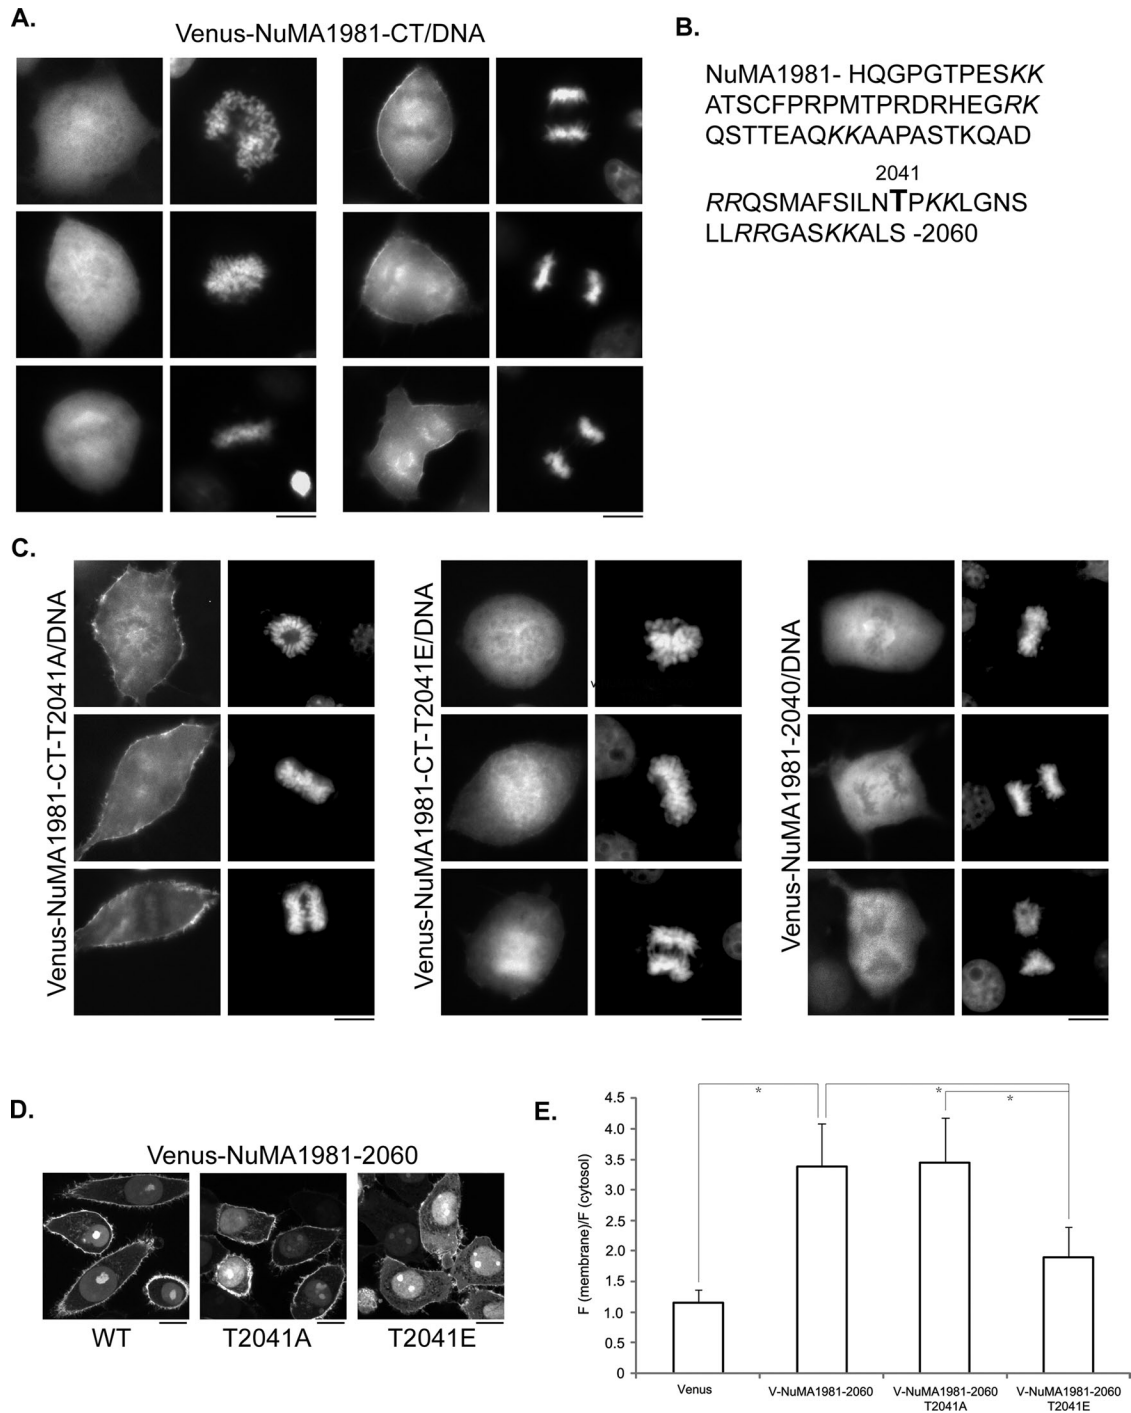 A.
Venus-NuMA1981-CT/DNA
B.
NuMA1981- HQGPGTPESKK
ATSCFPRPMTPRDRHEGRK
QSTTEAQKKAAPASTKQAD
2041
RRQSMAFSILNTPKKLGNS
LLRRGASKKALS -2060
C.
Venus-NuMA1981-CT-T2041A/DNA
Venus-NuMA1981-CT-T2041E/DNA
Venus-NuMA1981-2040/DNA
D.
Venus-NuMA1981-2060
WT
T2041A
T2041E
E.
F (membrane)/F (cytosol)
4.5
4.0
3.5
3.0
2.5
2.0
1.5
1.0
0.5
0
*
*
*
Venus
V-NuMA1981-2060
V-NuMA1981-2060
T2041A
V-NuMA1981-2060
T2041E